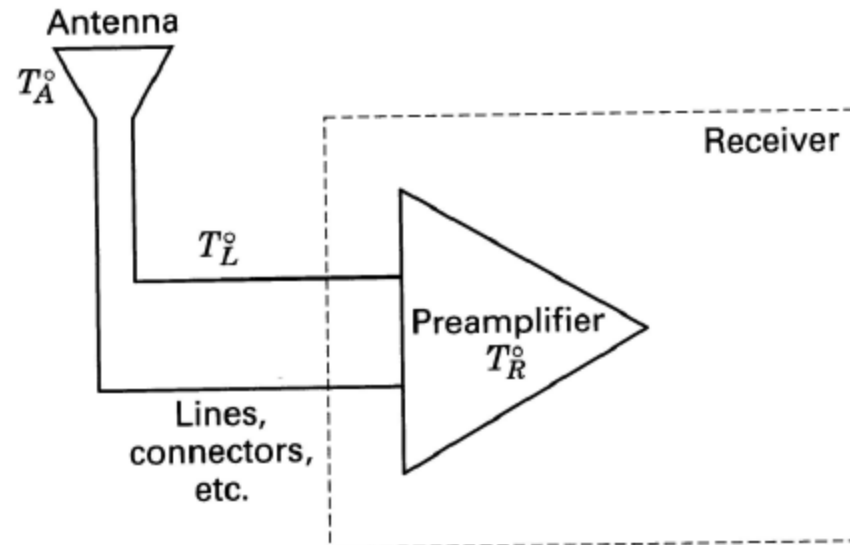 Antenna
T°A
Receiver
T°L
Preamplifier
T°R
Lines,
connectors,
etc.